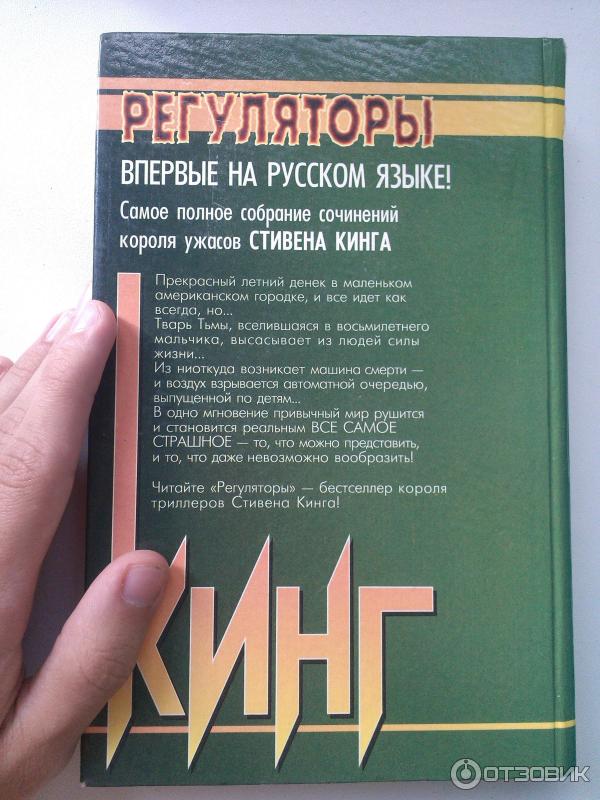 РЕГУЛЯТОРЫ
ВПЕРВЫЕ НА РУССКОМ ЯЗЫКЕ!
Самое полное собрание сочинений
короля ужасов СТИВЕНА КИНГА
Прекрасный летний денек в маленьком
американском городке, и все идет как
всегда, но...
Тварь Тьмы, вселившаяся в восьмилетнего
мальчика, высасывает из людей силы
жизни...
Из ниоткуда возникает машина смерти —
и воздух взрывается автоматной очередью,
выпущенной по детям...
В одно мгновение привычный мир рушится
и становится реальным ВСЕ САМОЕ
СТРАШНОЕ — то, что можно представить,
и то, что даже невозможно вообразить!
Читайте «Регуляторы» — бестселлер короля
триллеров Стивена Кинга!
КИНГ
ОТЗОВИК